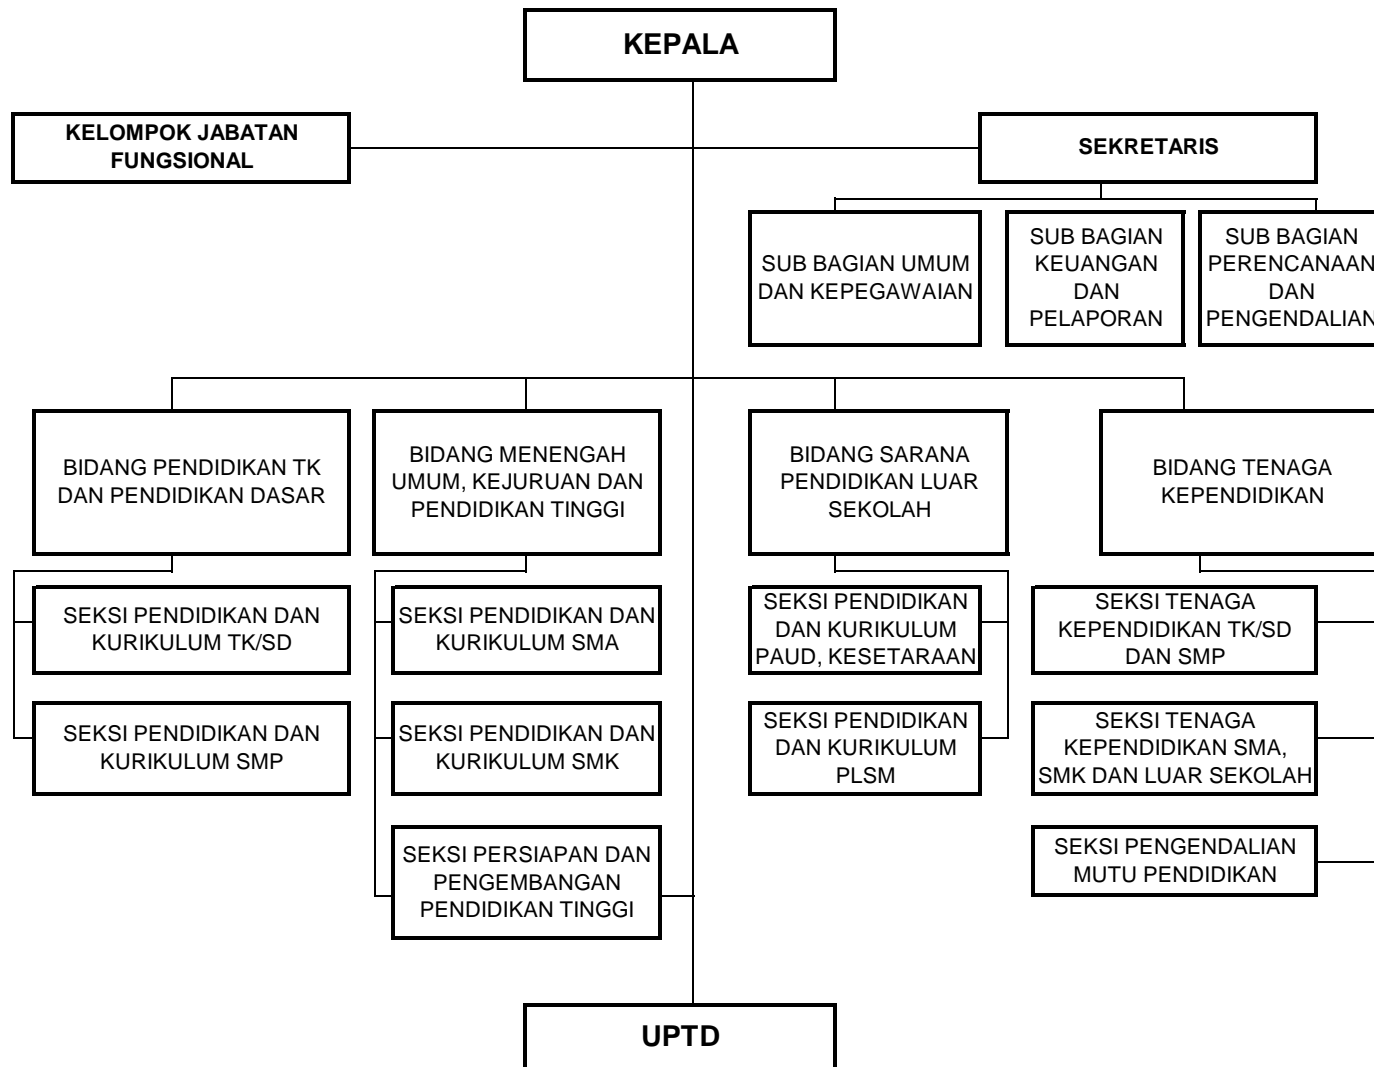 KEPALA
KELOMPOK JABATAN
FUNGSIONAL
SEKRETARIS
SUB BAGIAN UMUM
DAN KEPEGAWAIAN
SUB BAGIAN
KEUANGAN
DAN
PELAPORAN
SUB BAGIAN
PERENCANAAN
DAN
PENGENDALIAN
BIDANG PENDIDIKAN TK
DAN PENDIDIKAN DASAR
BIDANG MENENGAH
UMUM, KEJURUAN DAN
PENDIDIKAN TINGGI
BIDANG SARANA
PENDIDIKAN LUAR
SEKOLAH
BIDANG TENAGA
KEPENDIDIKAN
SEKSI PENDIDIKAN DAN
KURIKULUM TK/SD
SEKSI PENDIDIKAN DAN
KURIKULUM SMA
SEKSI PENDIDIKAN
DAN KURIKULUM
PAUD, KESETARAAN
SEKSI TENAGA
KEPENDIDIKAN TK/SD
DAN SMP
SEKSI PENDIDIKAN DAN
KURIKULUM SMP
SEKSI PENDIDIKAN DAN
KURIKULUM SMK
SEKSI PENDIDIKAN
DAN KURIKULUM
PLSM
SEKSI TENAGA
KEPENDIDIKAN SMA,
SMK DAN LUAR SEKOLAH
SEKSI PERSIAPAN DAN
PENGEMBANGAN
PENDIDIKAN TINGGI
SEKSI PENGENDALIAN
MUTU PENDIDIKAN
UPTD